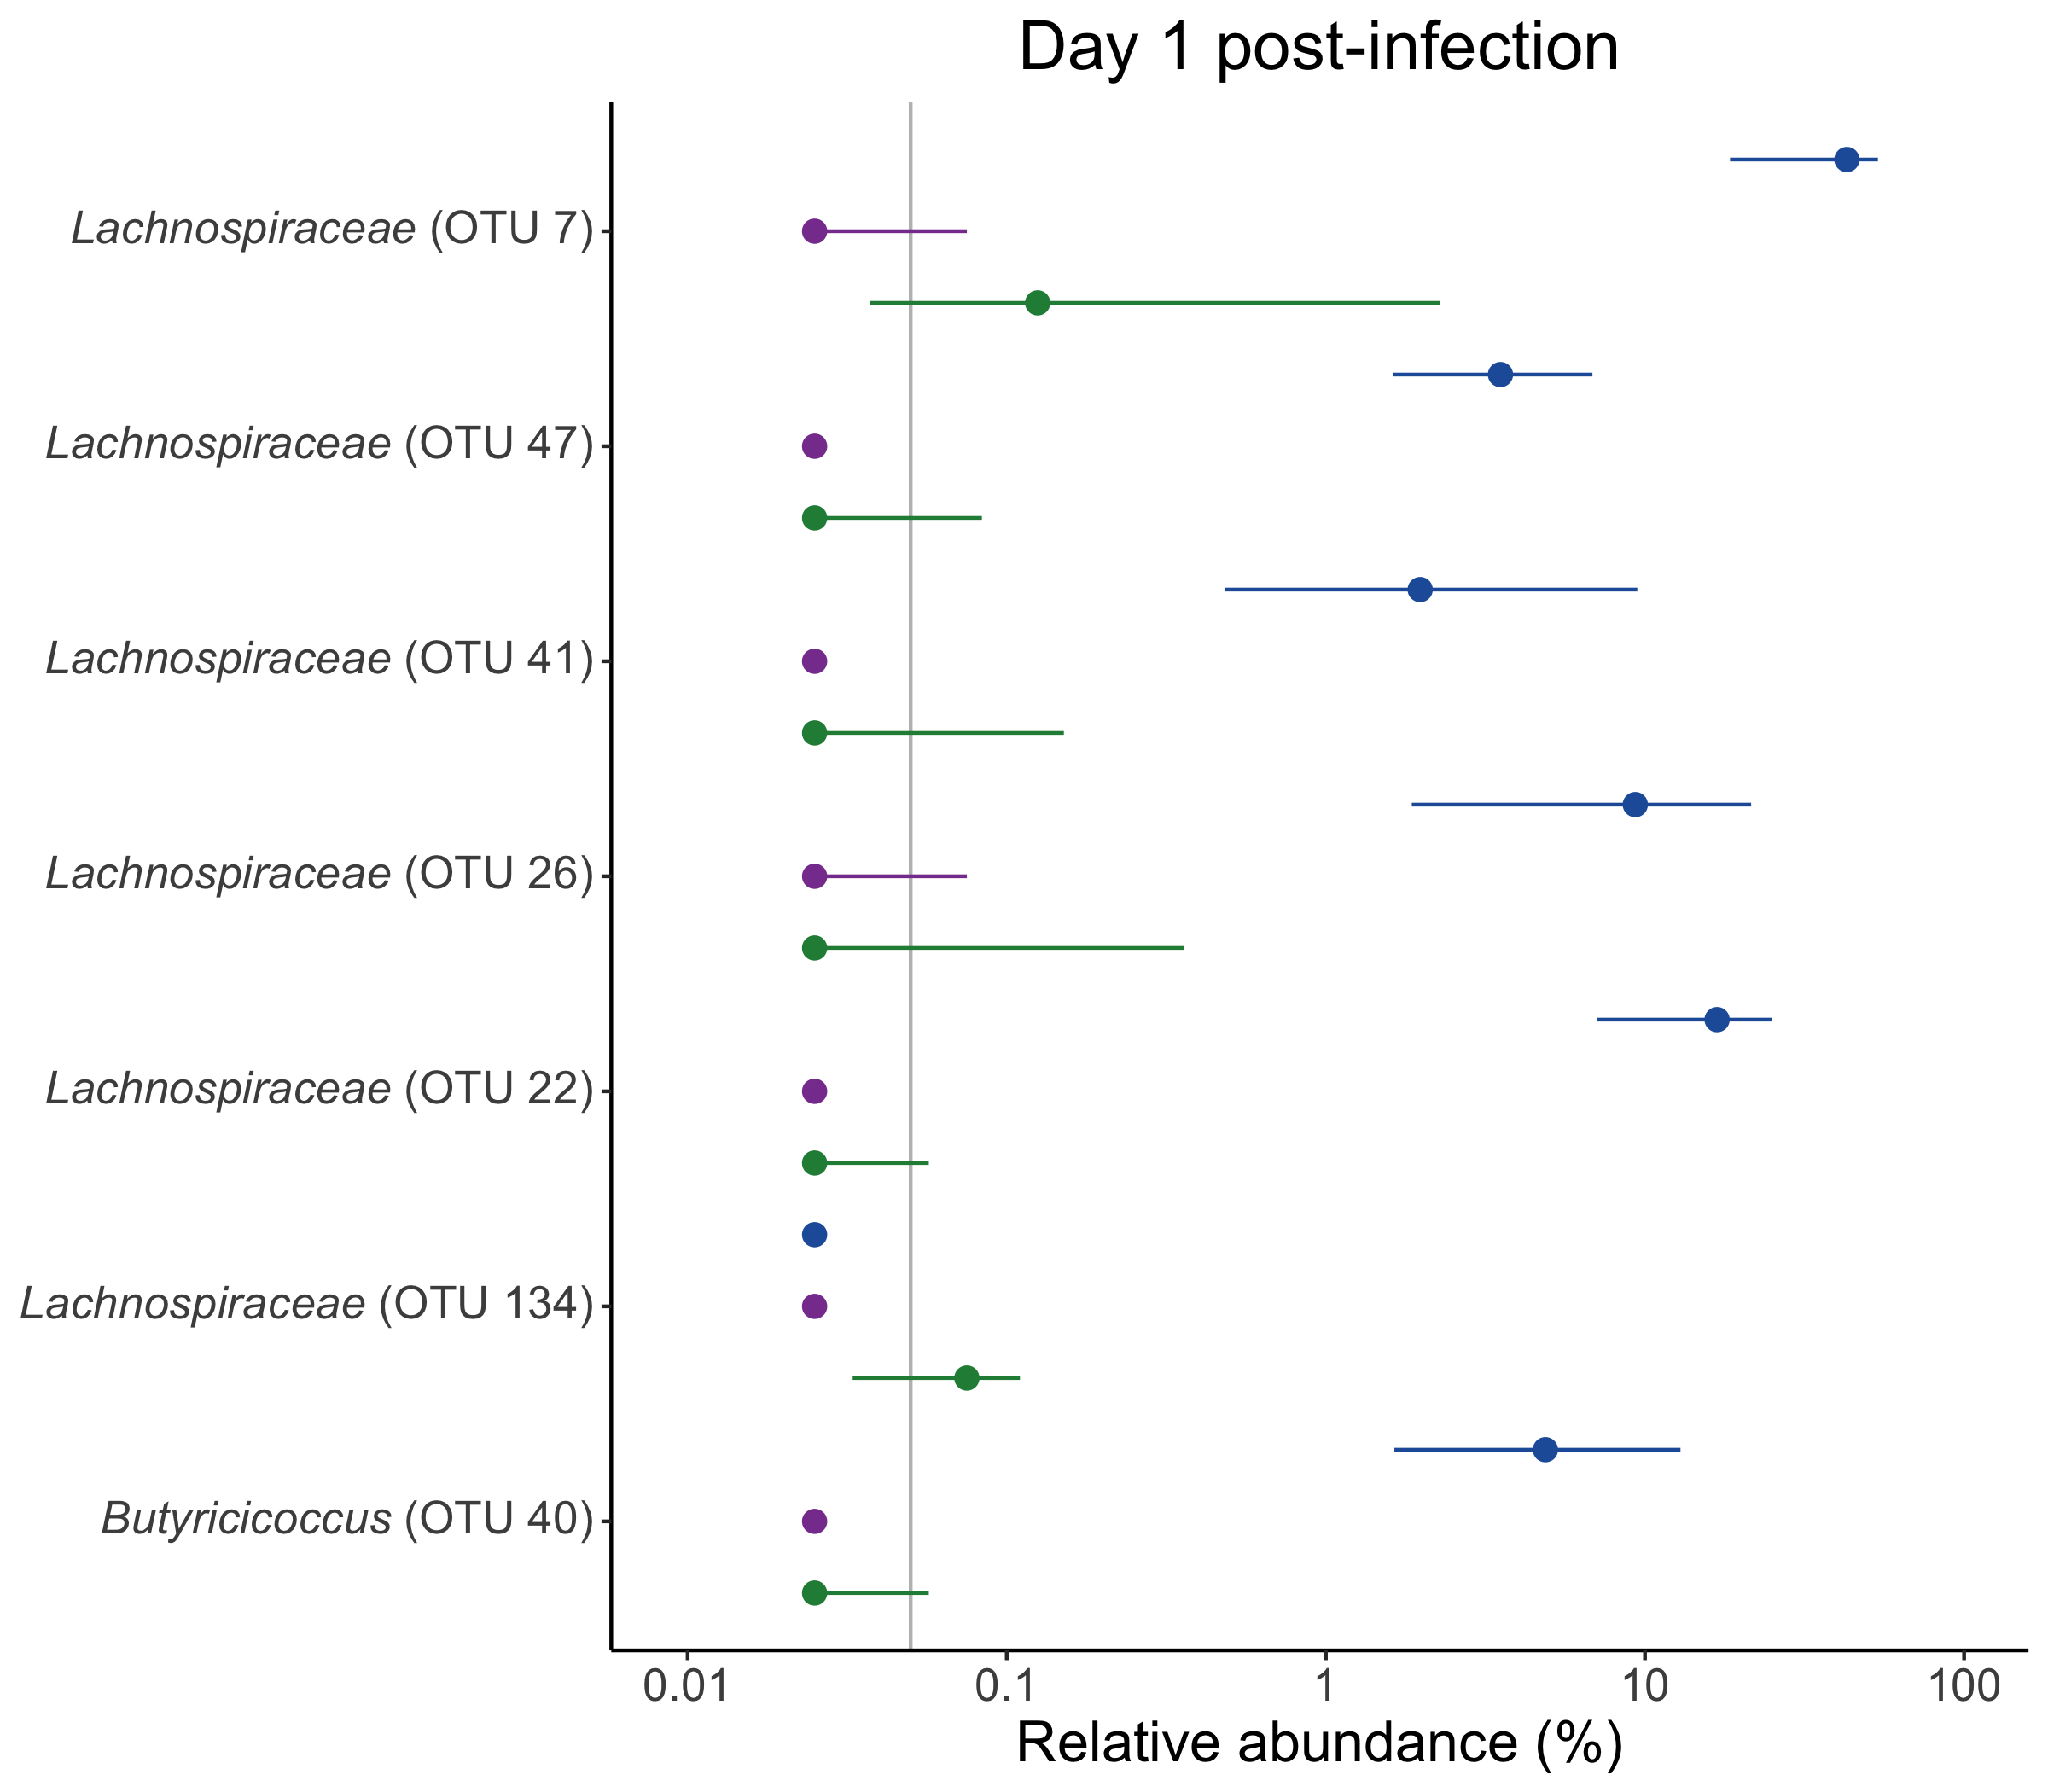 Day 1 post-infection
Lachnospiraceae (OTU 7)
Lachnospiraceae (OTU 47)
Lachnospiraceae (OTU 41)
Lachnospiraceae (OTU 26)
Lachnospiraceae (OTU 22)
Lachnospiraceae (OTU 134)
Butyricicoccus (OTU 40)
0.01 0.1 1 10 100
Relative abundance (%)